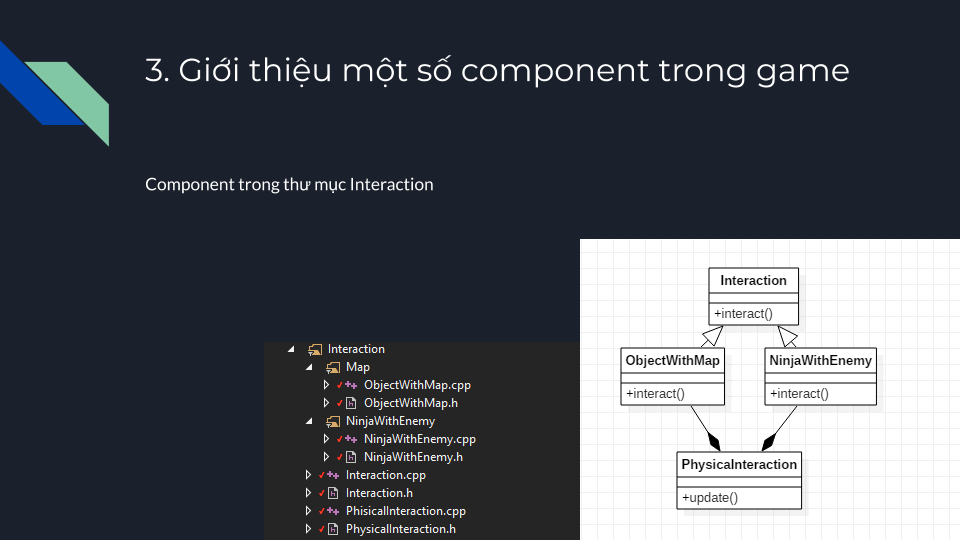 3. Giới thiệu một số component trong game
Component trong thư mục Interaction
Interaction
Map
ObjectWithMap.cpp
ObjectWithMap.h
NinjaWithEnemy
NinjaWithEnemy.cpp
NinjaWithEnemy.h
Interaction.cpp
Interaction.h
PhisicalInteraction.cpp
PhysicalInteraction.h
Interaction
+interact()
ObjectWithMap
+interact()
NinjaWithEnemy
+interact()
PhysicaInteraction
+update()